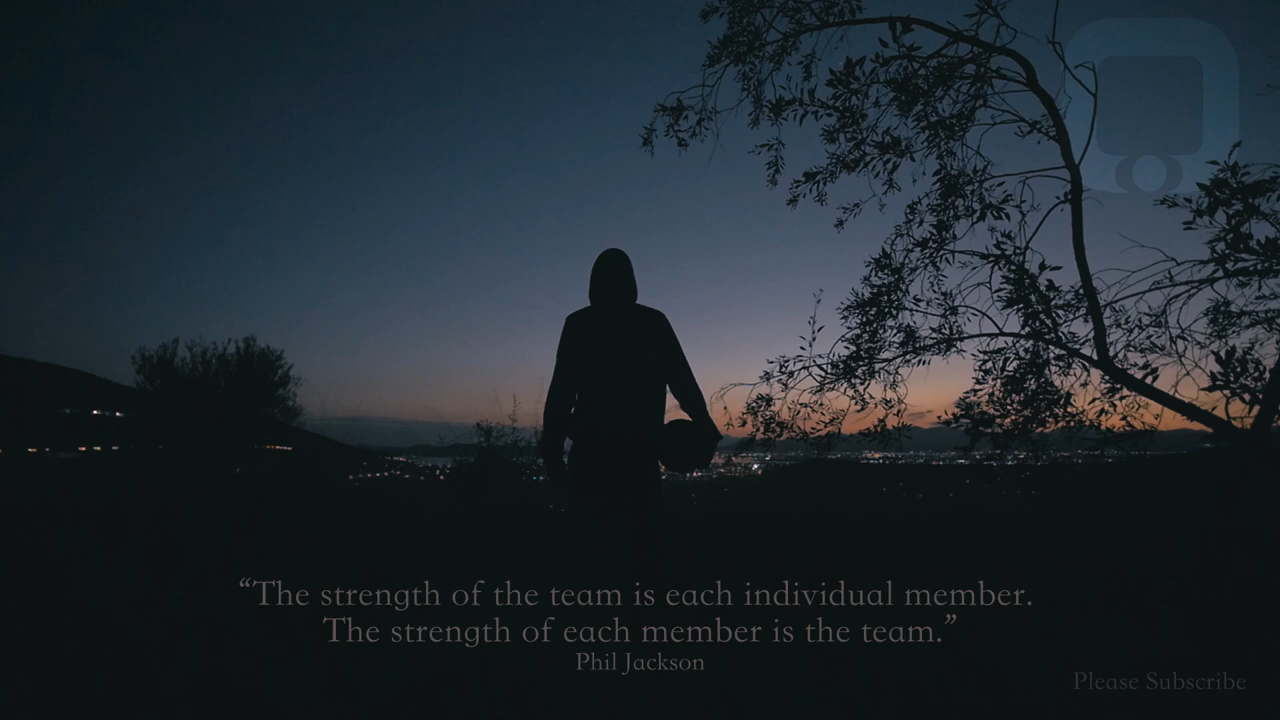 “The strength of the team is each individual member.
The strength of each member is the team.”
Phil Jackson
Please Subscribe